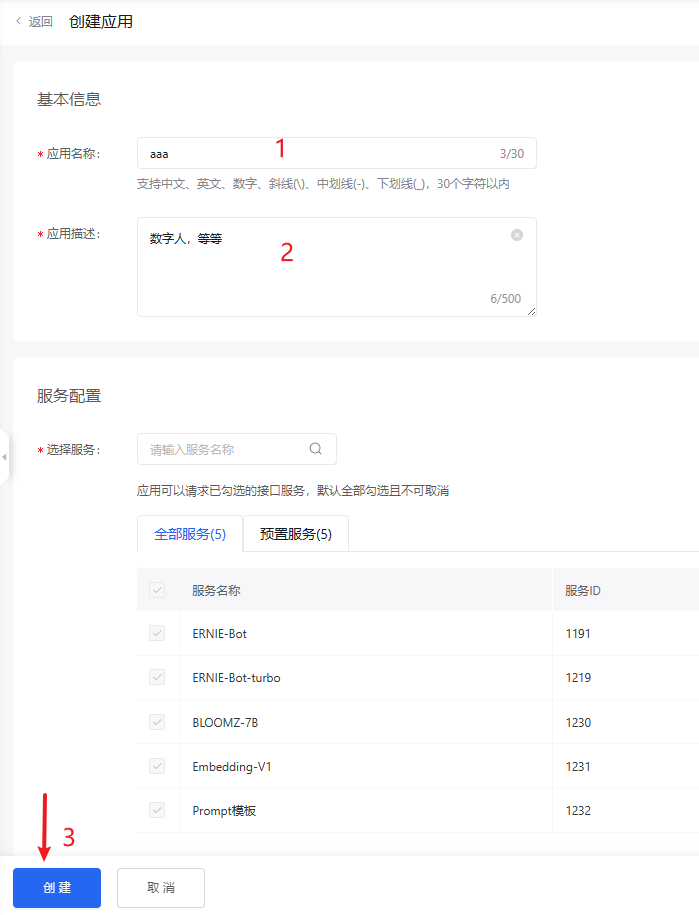 返回 创建应用
基本信息
* 应用名称: aaa 1 3/30
支持中文、英文、数字、斜线(\)、中划线(-)、下划线(_)，30个字符以内
* 应用描述: 数字人，等等
2
6/500
服务配置
* 选择服务: 请输入服务名称
应用可以请求已勾选的接口服务，默认全部勾选且不可取消
全部服务(5) 预置服务(5)
服务名称 服务ID
ERNIE-Bot 1191
ERNIE-Bot-turbo 1219
BLOOMZ-7B 1230
Embedding-V1 1231
Prompt模板 1232
3
创建 取消